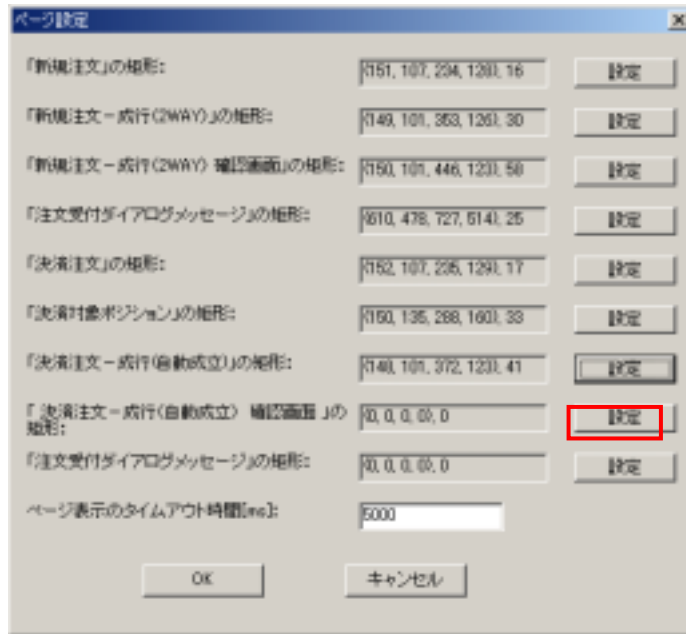 ページ設定
「新規注文」の矩形:
(151, 107, 234, 128), 16
設定
「新規注文－成行(2WAY)」の矩形:
(149, 101, 353, 126), 30
設定
「新規注文－成行(2WAY) 確認画面」の矩形:
(150, 101, 446, 123), 58
設定
「注文受付ダイアログメッセージ」の矩形:
(610, 478, 727, 514), 25
設定
「決済注文」の矩形:
(152, 107, 235, 129), 17
設定
「決済対象ポジション」の矩形:
(150, 135, 288, 160), 33
設定
「決済注文－成行(自動成立)」の矩形:
(148, 101, 372, 123), 41
設定
「 決済注文－成行(自動成立) 確認画面 」の
矩形:
(0, 0, 0, 0), 0
設定
「注文受付ダイアログメッセージ」の矩形:
(0, 0, 0, 0), 0
設定
ページ表示のタイムアウト時間[ms]:
5000
OK
キャンセル